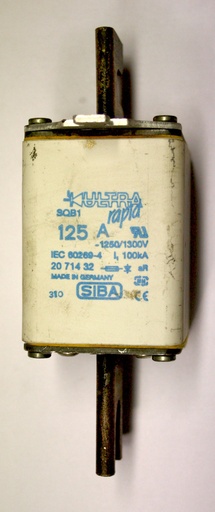 ULTRA
rapid
SQB1
125 A
~1250/1300V
IEC 60269-4 I₁ 100kA
20 714 32 aR
MADE IN GERMANY
310 SIBA CE